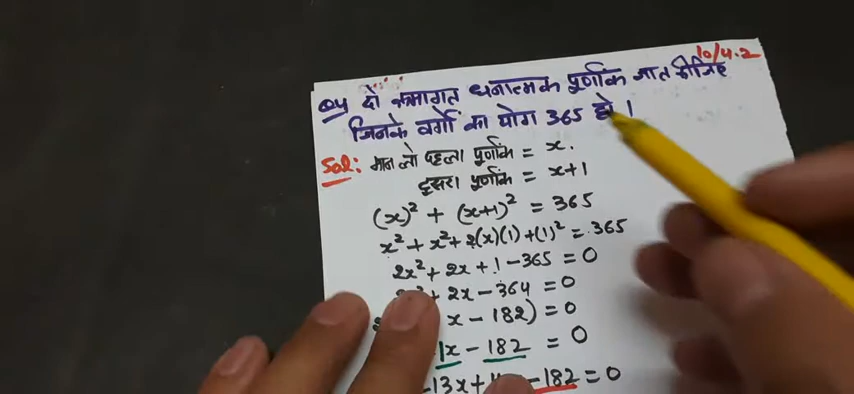 10/4.2
Q4 दो क्रमागत धनात्मक पूर्णांक ज्ञात कीजिए
जिनके वर्गों का योग 365 हो।
Sol: मान लो पहला पूर्णांक = x.
दूसरा पूर्णांक = x+1
(x)² + (x+1)² = 365
x² + x² + 2(x)(1) + (1)² = 365
2x² + 2x + 1 - 365 = 0
+ 2x - 364 = 0
x - 182) = 0
1x - 182 = 0
- 13x + - 182 = 0